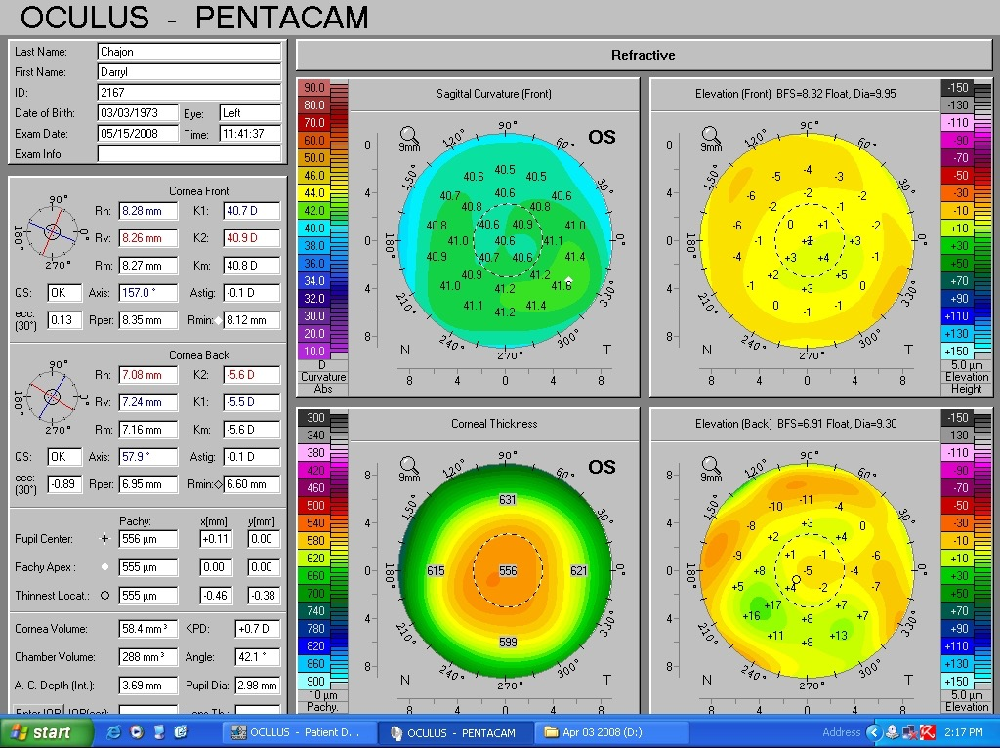 OCULUS - PENTACAM
Last Name: Chajon
First Name: Darryl
ID: 2167
Date of Birth: 03/03/1973 Eye: Left
Exam Date: 05/15/2008 Time: 11:41:37
Exam Info:
Cornea Front
90°
180°
0°
270°
Rh: 8.28 mm K1: 40.7 D
Rv: 8.26 mm K2: 40.9 D
Rm: 8.27 mm Km: 40.8 D
QS: OK Axis: 157.0 ° Astig: -0.1 D
ecc: (30°) 0.13 Rper: 8.35 mm Rmin: 8.12 mm
Cornea Back
90°
180°
0°
270°
Rh: 7.08 mm K2: -5.6 D
Rv: 7.24 mm K1: -5.5 D
Rm: 7.16 mm Km: -5.6 D
QS: OK Axis: 57.9 ° Astig: -0.1 D
ecc: (30°) -0.89 Rper: 6.95 mm Rmin: 6.60 mm
Pachy: x[mm] y[mm]
Pupil Center: + 556 µm +0.11 0.00
Pachy Apex : 555 µm 0.00 0.00
Thinnest Locat.: O 555 µm -0.46 -0.38
Cornea Volume: 58.4 mm³ KPD: +0.7 D
Chamber Volume: 288 mm³ Angle: 42.1 °
A. C. Depth (Int.): 3.69 mm Pupil Dia: 2.98 mm
Refractive
90.0
80.0
70.0
60.0
50.0
46.0
44.0
42.0
40.0
38.0
36.0
34.0
32.0
30.0
20.0
15.0
10.0
D
Curvature
Abs
Sagittal Curvature (Front)
9mm
OS
90°
120° 60°
150° 30°
180° 0°
210° 330°
240° 300°
270°
8
4
0
4
8
40.5
40.6 40.5
40.7 40.6 40.6
40.8 40.8
40.8 40.6 40.9 41.0
41.0 40.6 41.1
40.9 40.7 40.6 41.4
40.9 41.2
41.0 41.2 41.6
41.1 41.4
41.2
N T
8 4 0 4 8
Elevation (Front) BFS=8.32 Float, Dia=9.95
9mm
90°
120° 60°
150° 30°
180° 0°
210° 330°
240° 300°
270°
8
4
0
4
8
-4
-5 -3
-6 -2 -2
-2 -1
-6 0 +1 -2
-1 +2 +3
-6 +3 +4 -1
+2 +5
-1 +3 0
0 -1
-1
N T
8 4 0 4 8
-150
-130
-110
-90
-70
-50
-30
-10
+10
+30
+50
+70
+90
+110
+130
+150
5.0 µm
Elevation
Height
300
340
380
420
460
500
540
580
620
660
700
740
780
820
860
900
10 µm
Pachy.
Corneal Thickness
9mm
OS
90°
120° 60°
150° 30°
180° 0°
210° 330°
240° 300°
270°
8
4
0
4
8
631
615 556 621
599
N T
8 4 0 4 8
Elevation (Back) BFS=6.91 Float, Dia=9.30
9mm
90°
120° 60°
150° 30°
180° 0°
210° 330°
240° 300°
270°
8
4
0
4
8
-11
-10 -4
-8 +3 0
+2 +4
-9 +1 -1 -6
+8 -5 -4
+5 +4 -2 -7
+17 +7
+16 +8 +7
+11 +13
+8
N T
8 4 0 4 8
-150
-130
-110
-90
-70
-50
-30
-10
+10
+30
+50
+70
+90
+110
+130
+150
5.0 µm
Elevation
start
OCULUS - Patient D...
OCULUS - PENTACAM
Apr 03 2008 (D:)
Address
2:17 PM